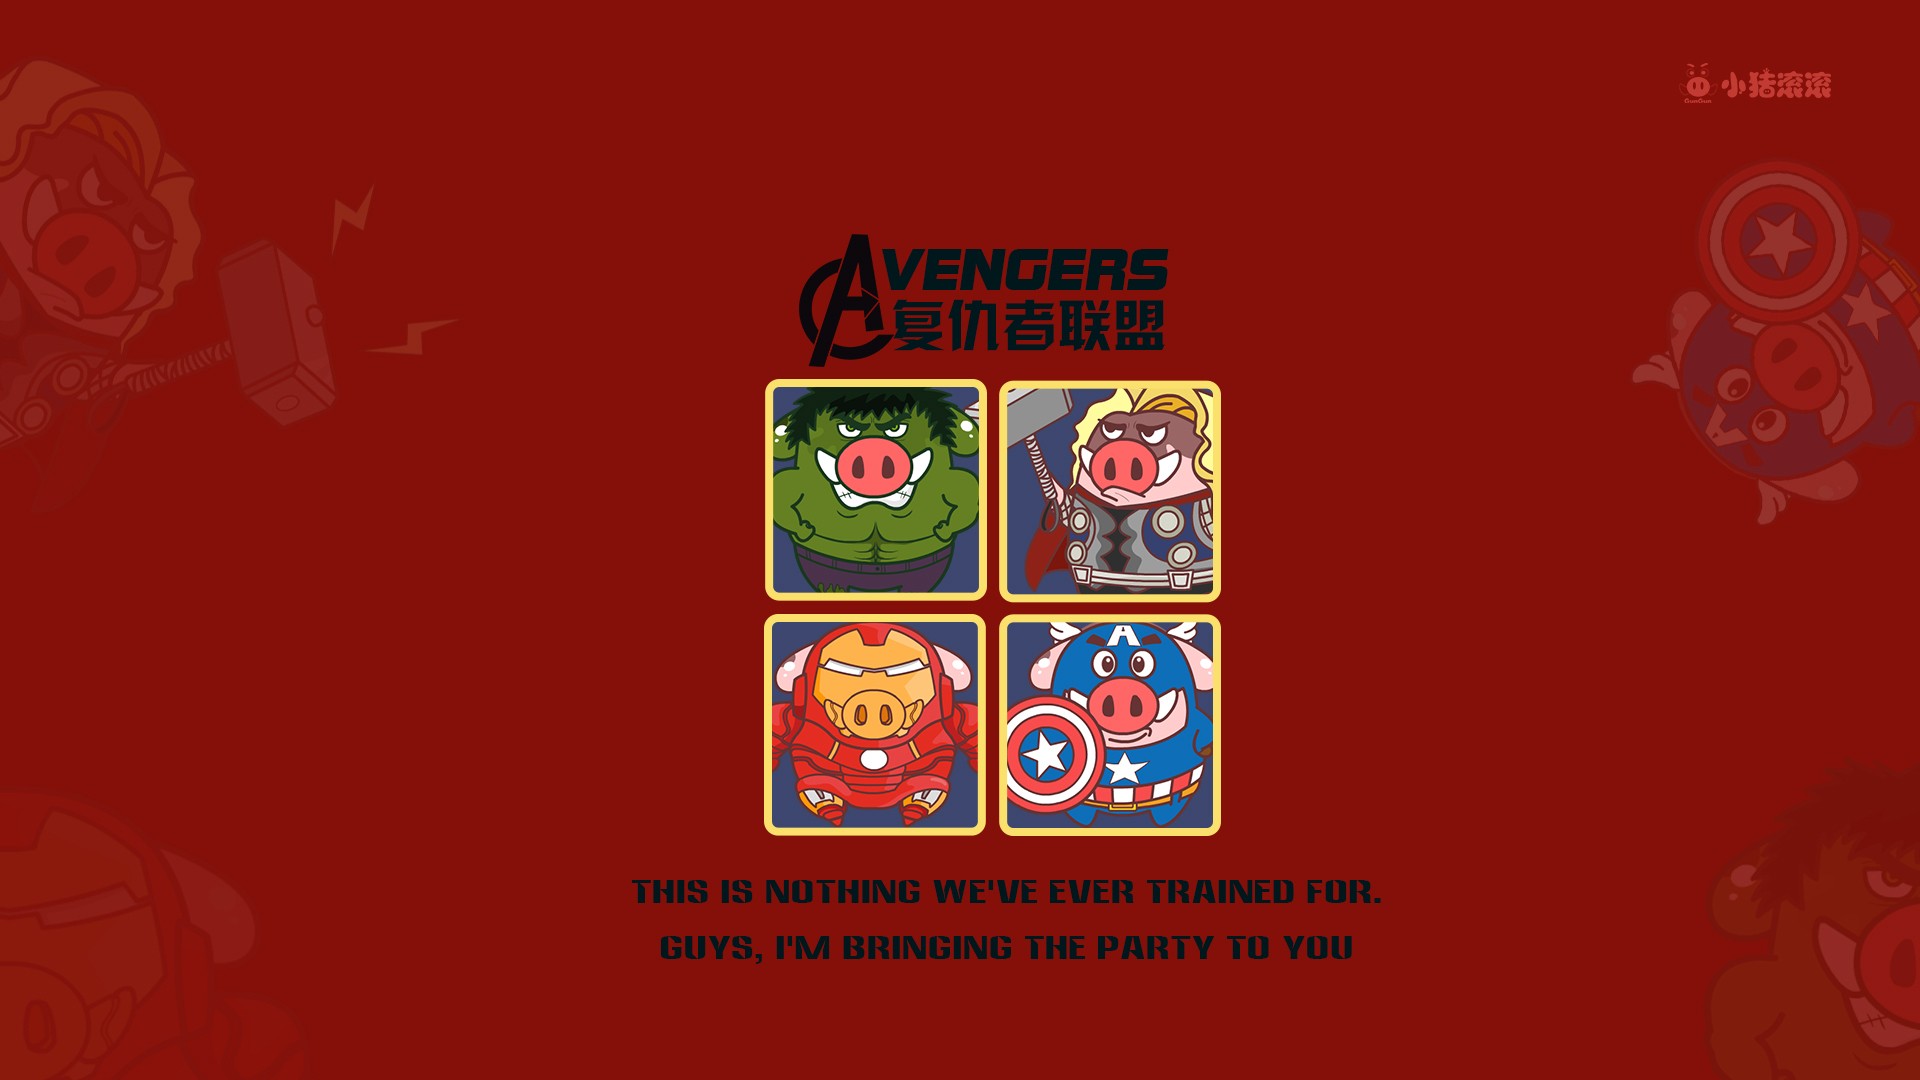 小猪滚滚
AVENGERS
复仇者联盟
A
THIS IS NOTHING WE'VE EVER TRAINED FOR.
GUYS, I'M BRINGING THE PARTY TO YOU